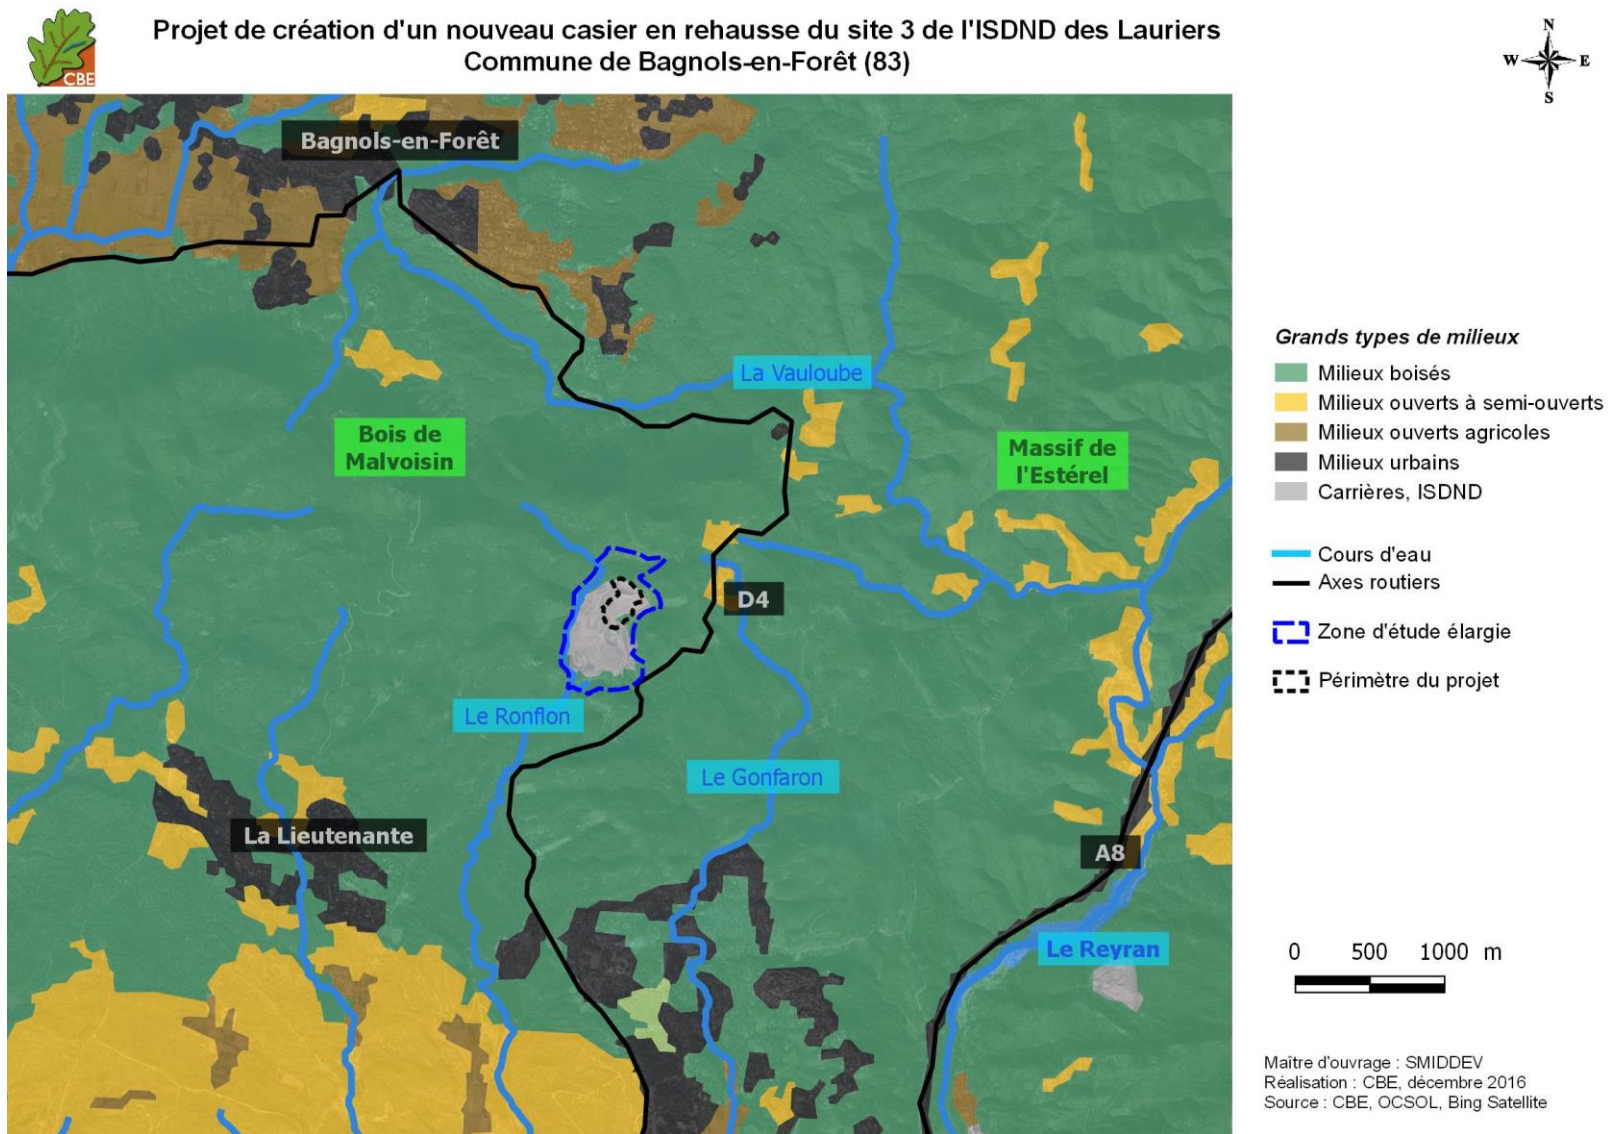 Projet de création d'un nouveau casier en rehausse du site 3 de l'ISDND des Lauriers
Commune de Bagnols-en-Forêt (83)
CBE
N
W
E
S
Bagnols-en-Forêt
La Vauloube
Bois de
Malvoisin
Massif de
l'Estérel
D4
Le Ronflon
Le Gonfaron
La Lieutenante
A8
Le Reyran
Grands types de milieux
Milieux boisés
Milieux ouverts à semi-ouverts
Milieux ouverts agricoles
Milieux urbains
Carrières, ISDND
Cours d'eau
Axes routiers
Zone d'étude élargie
Périmètre du projet
0 500 1000 m
Maître d'ouvrage : SMIDDEV
Réalisation : CBE, décembre 2016
Source : CBE, OCSOL, Bing Satellite